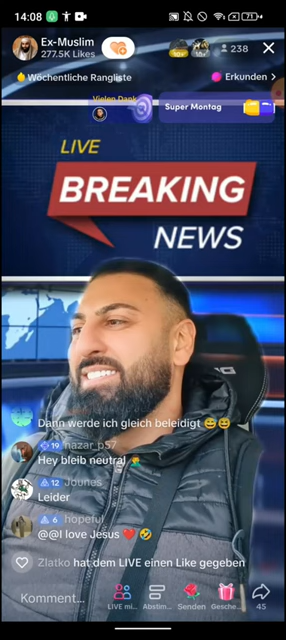 14:08
71
Ex-Muslim
277.5K Likes
238
Wöchentliche Rangliste
Erkunden >
Vielen Dank
Super Montag
LIVE
BREAKING
NEWS
Dann werde ich gleich beleidigt 😅😅
19 nazar_p57
Hey bleib neutral 🤦‍♂️
12 Jounes
Leider
6 hopeful
@@I love Jesus ❤️ 🤣
Zlatko hat dem LIVE einen Like gegeben
Komment...
LIVE mi...
Abstim...
Senden
Gesche...
45